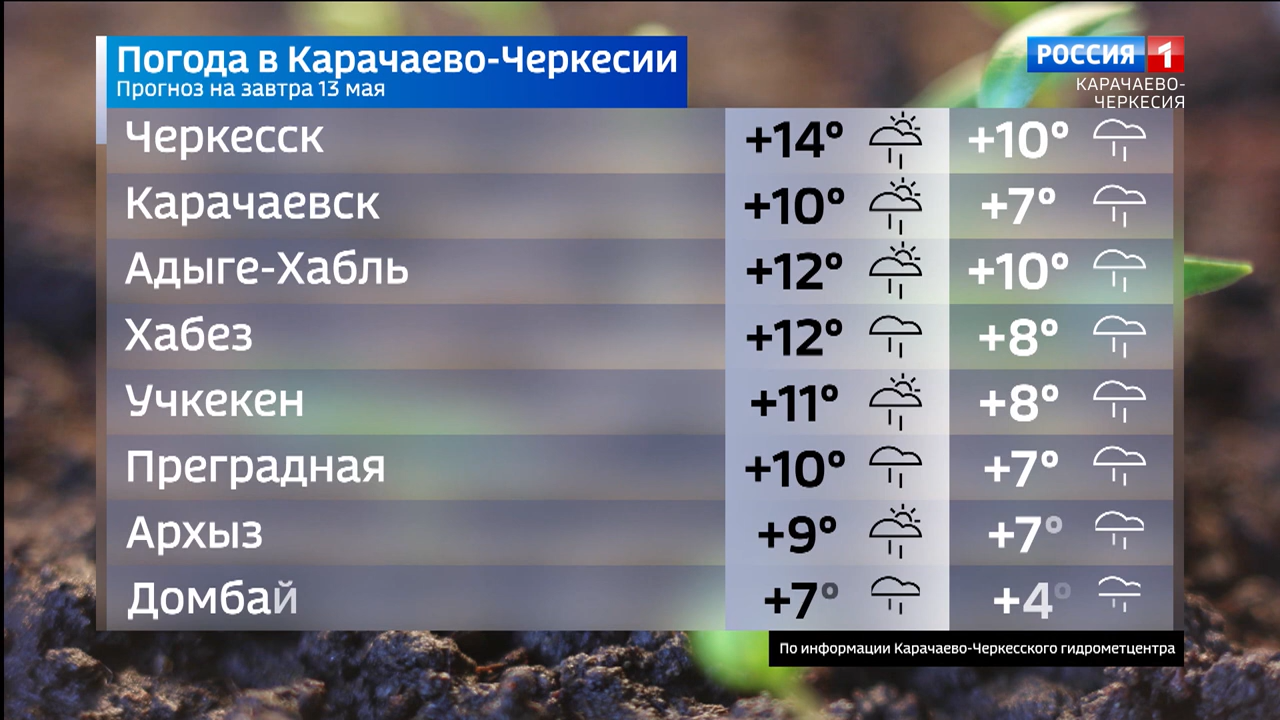 Погода в Карачаево-Черкесии
Прогноз на завтра 13 мая
РОССИЯ 1
КАРАЧАЕВО-
ЧЕРКЕСИЯ
Черкесск +14° +10°
Карачаевск +10° +7°
Адыге-Хабль +12° +10°
Хабез +12° +8°
Учкекен +11° +8°
Преградная +10° +7°
Архыз +9° +7°
Домбай +7° +4°
По информации Карачаево-Черкесского гидрометцентра